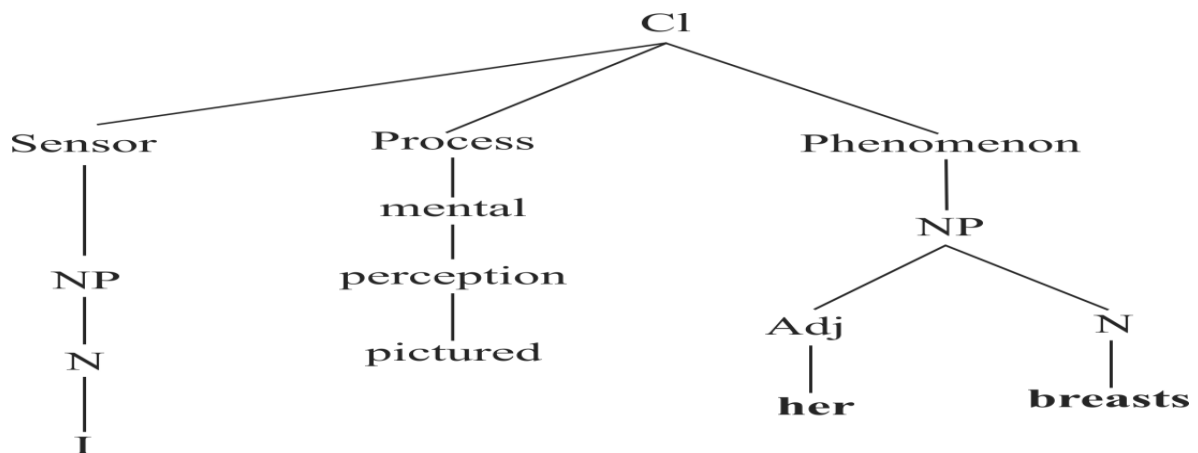 Cl
Sensor Process Phenomenon
mental
NP
NP perception
Adj N
N pictured
her breasts
I